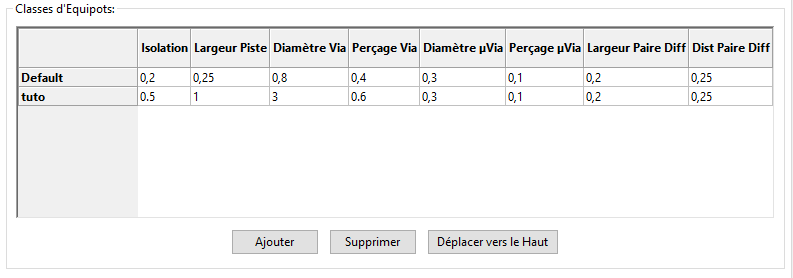 Classes d'Equipots:
Isolation Largeur Piste Diamètre Via Perçage Via Diamètre µVia Perçage µVia Largeur Paire Diff Dist Paire Diff
Default 0,2 0,25 0,8 0,4 0,3 0,1 0,2 0,25
tuto 0.5 1 3 0.6 0,3 0,1 0,2 0,25
Ajouter Supprimer Déplacer vers le Haut